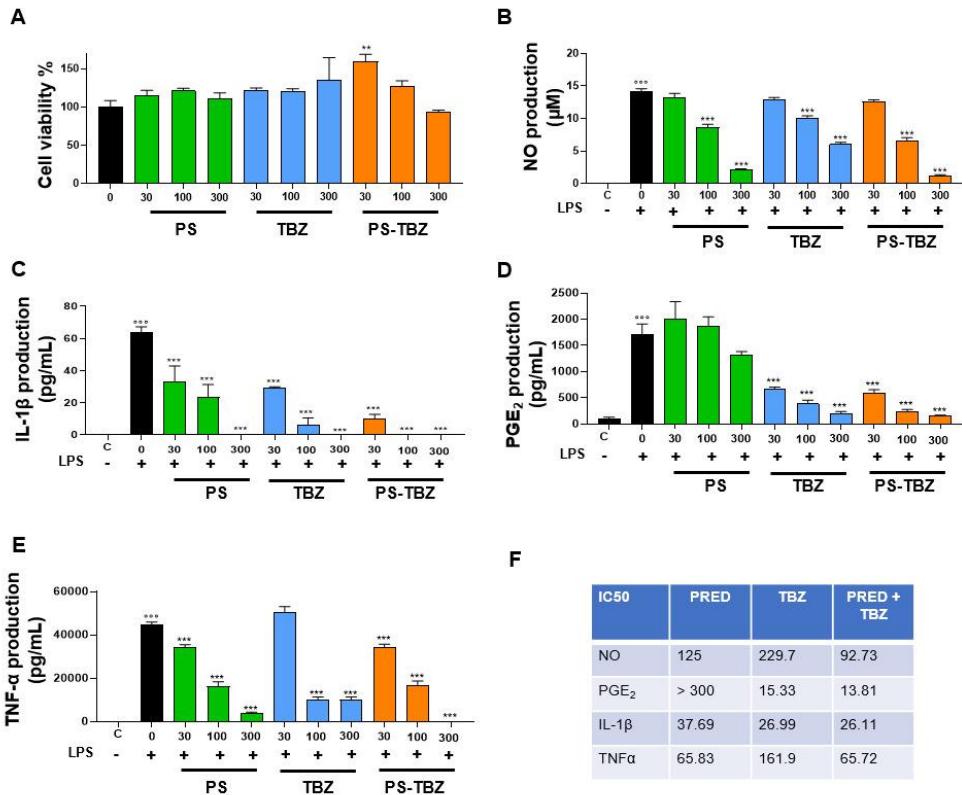 A
Cell viability %
150
100
50
0
**
0 30 100 300 30 100 300 30 100 300
PS TBZ PS-TBZ
B
NO production
(μM)
20
15
10
5
0
°°° *** *** *** *** *** ***
C 0 30 100 300 30 100 300 30 100 300
LPS - + + + + + + + + + +
PS TBZ PS-TBZ
C
IL-1β production
(pg/mL)
80
60
40
20
0
°°° *** *** *** *** *** *** *** *** ***
C 0 30 100 300 30 100 300 30 100 300
LPS - + + + + + + + + + +
PS TBZ PS-TBZ
D
PGE₂ production
(pg/mL)
2500
2000
1500
1000
500
0
°°° *** *** *** *** *** ***
C 0 30 100 300 30 100 300 30 100 300
LPS - + + + + + + + + + +
PS TBZ PS-TBZ
E
TNF-α production
(pg/mL)
60000
40000
20000
0
°°° *** *** *** *** *** *** *** ***
C 0 30 100 300 30 100 300 30 100 300
LPS - + + + + + + + + + +
PS TBZ PS-TBZ
F
IC50 PRED TBZ PRED +
TBZ
NO 125 229.7 92.73
PGE₂ > 300 15.33 13.81
IL-1β 37.69 26.99 26.11
TNFα 65.83 161.9 65.72